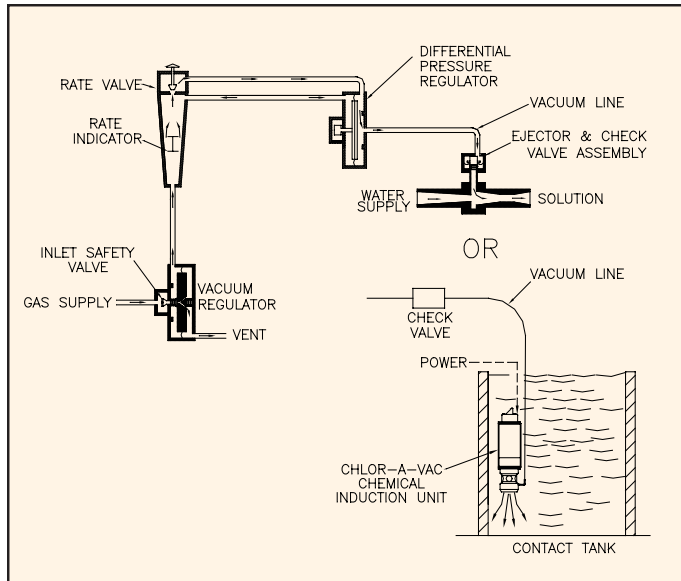 DIFFERENTIAL
PRESSURE
REGULATOR
RATE VALVE
VACUUM LINE
RATE
INDICATOR
EJECTOR & CHECK
VALVE ASSEMBLY
WATER
SUPPLY
SOLUTION
OR
INLET SAFETY
VALVE
VACUUM
REGULATOR
GAS SUPPLY
VENT
VACUUM LINE
CHECK
VALVE
POWER
CHLOR-A-VAC
CHEMICAL
INDUCTION UNIT
CONTACT TANK